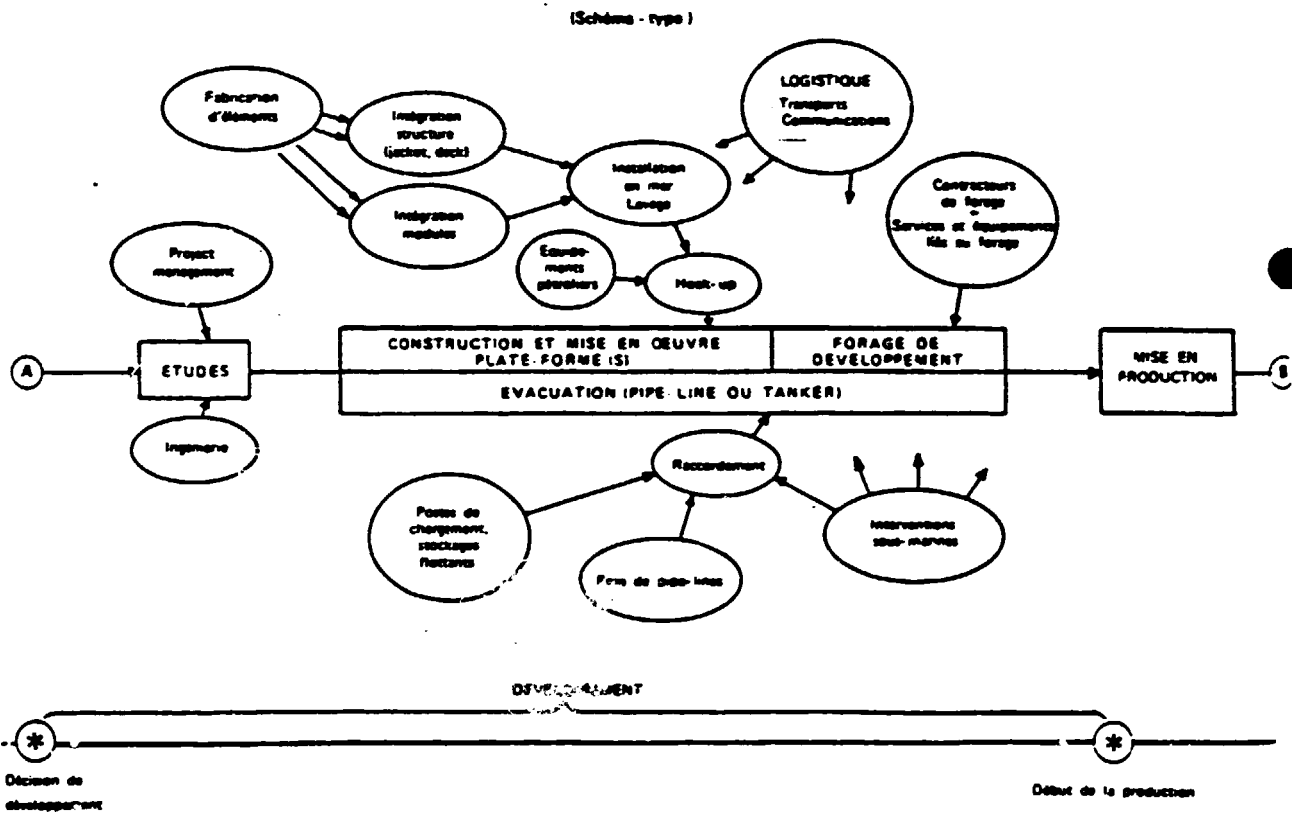 (Schéma - type)
Fabrication
d'éléments
Intégration
structure
(jacket, deck)
Intégration
modules
Installation
en mer
Levage
LOGISTIQUE
Transports
Communications
Contracteurs
de forage
+
Services et équipements
liés au forage
Project
management
Equipe-
ments
pétroliers
Hook-up
A
ETUDES
CONSTRUCTION ET MISE EN ŒUVRE
PLATE-FORME (S)
FORAGE DE
DEVELOPPEMENT
EVACUATION (PIPE-LINE OU TANKER)
MISE EN
PRODUCTION
B
Ingénierie
Raccordement
Postes de
chargement,
stockages
flottants
Pose de pipe-lines
Interventions
sous-marines
DEVELOPPEMENT
* *
Décision de
développement
Début de la production